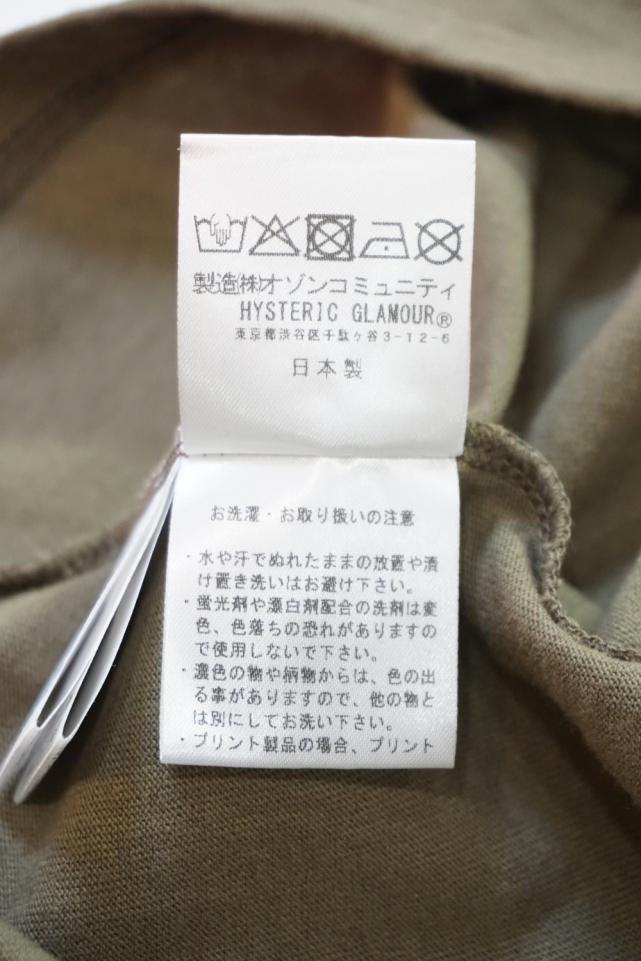 製造㈱オゾンコミュニティ
HYSTERIC GLAMOUR®
東京都渋谷区千駄ヶ谷3-12-6
日本製
お洗濯・お取り扱いの注意
・水や汗でぬれたままの放置や漬
け置き洗いはお避け下さい。
・蛍光剤や漂白剤配合の洗剤は変
色、色落ちの恐れがありますの
で使用しないで下さい。
・濃色の物や柄物からは、色の出
る事がありますので、他の物と
は別にしてお洗い下さい。
・プリント製品の場合、プリント